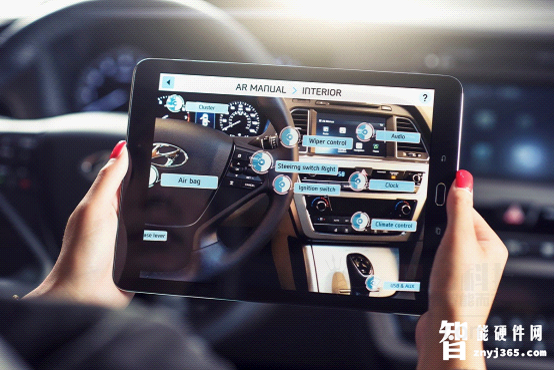 AR MANUAL > INTERIOR
?
Cluster
Wiper control
Audio
Steering switch Right
Air bag
Ignition switch
Clock
Climate control
USB & AUX
智能硬件网
znyj365.com